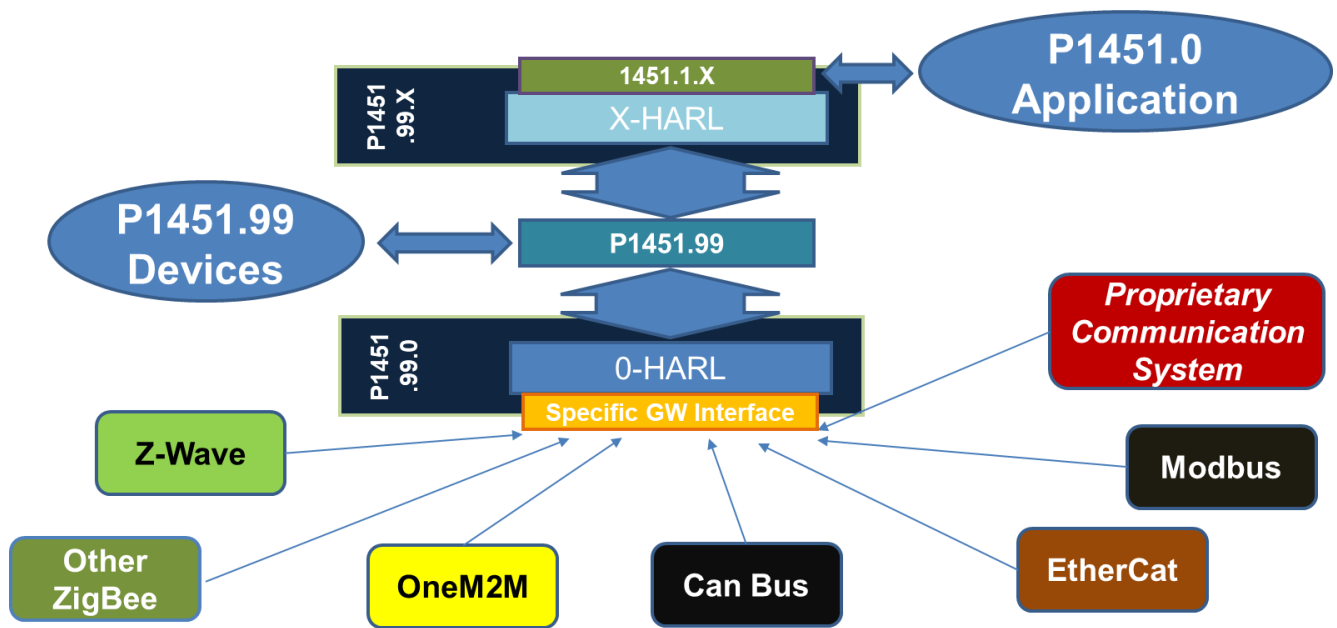 1451.1.X
P1451
.99.X
X-HARL
P1451.0
Application
P1451.99
Devices
P1451.99
P1451
.99.0
0-HARL
Specific GW Interface
Proprietary
Communication
System
Z-Wave
Modbus
Other
ZigBee
OneM2M
Can Bus
EtherCat